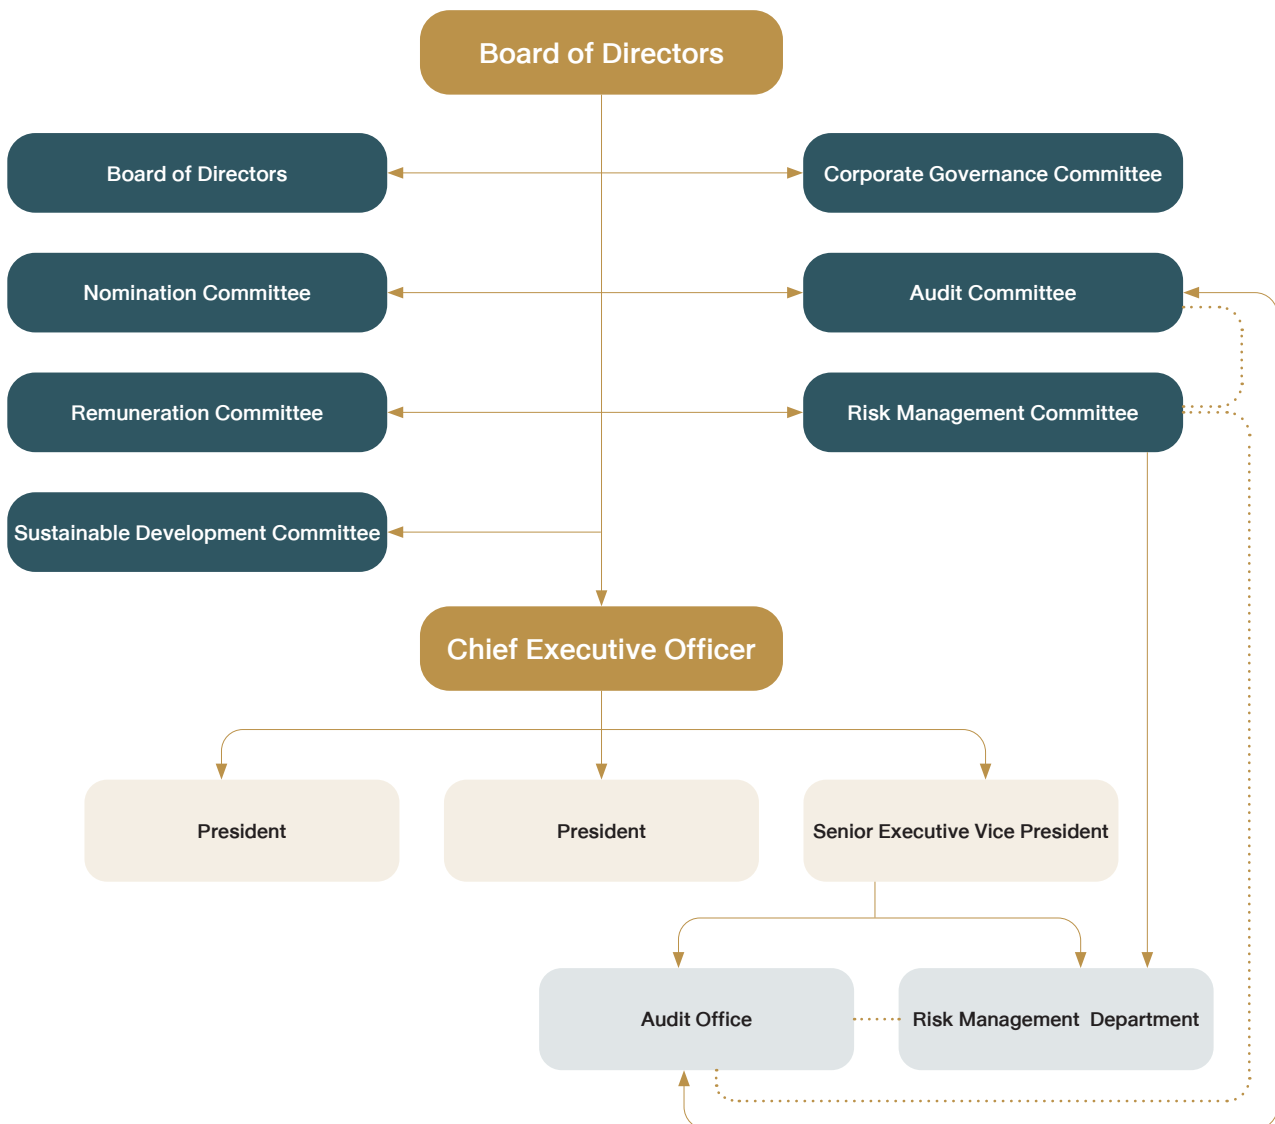 Board of Directors
Board of Directors
Corporate Governance Committee
Nomination Committee
Audit Committee
Remuneration Committee
Risk Management Committee
Sustainable Development Committee
Chief Executive Officer
President
President
Senior Executive Vice President
Audit Office
Risk Management Department